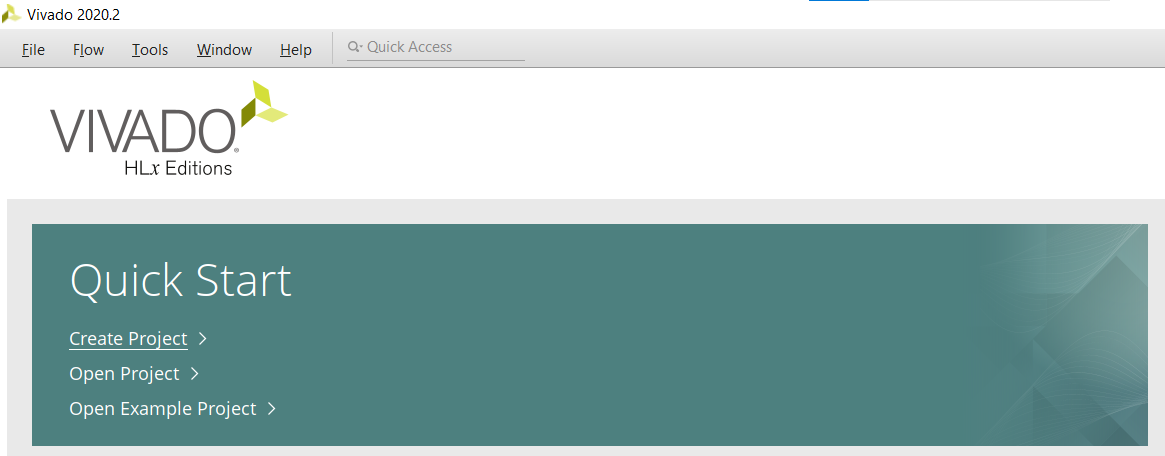 Vivado 2020.2
File Flow Tools Window Help Quick Access
VIVADO®
HLx Editions
Quick Start
Create Project
Open Project
Open Example Project